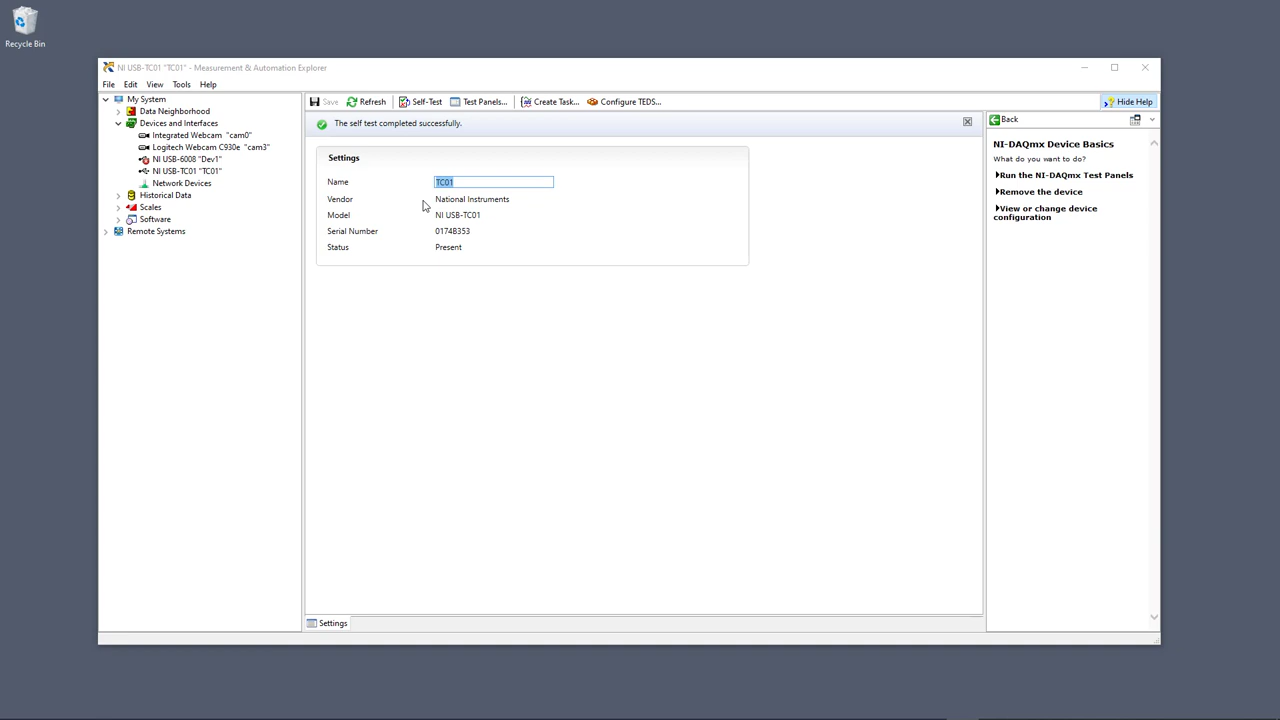 Recycle Bin
NI USB-TC01 "TC01" - Measurement & Automation Explorer
File Edit View Tools Help
My System
Data Neighborhood
Devices and Interfaces
Integrated Webcam "cam0"
Logitech Webcam C930e "cam3"
NI USB-6008 "Dev1"
NI USB-TC01 "TC01"
Network Devices
Historical Data
Scales
Software
Remote Systems
Save Refresh Self-Test Test Panels... Create Task... Configure TEDS... Hide Help
The self test completed successfully.
Settings
Name TC01
Vendor National Instruments
Model NI USB-TC01
Serial Number 0174B353
Status Present
Settings
Back
NI-DAQmx Device Basics
What do you want to do?
Run the NI-DAQmx Test Panels
Remove the device
View or change device
configuration